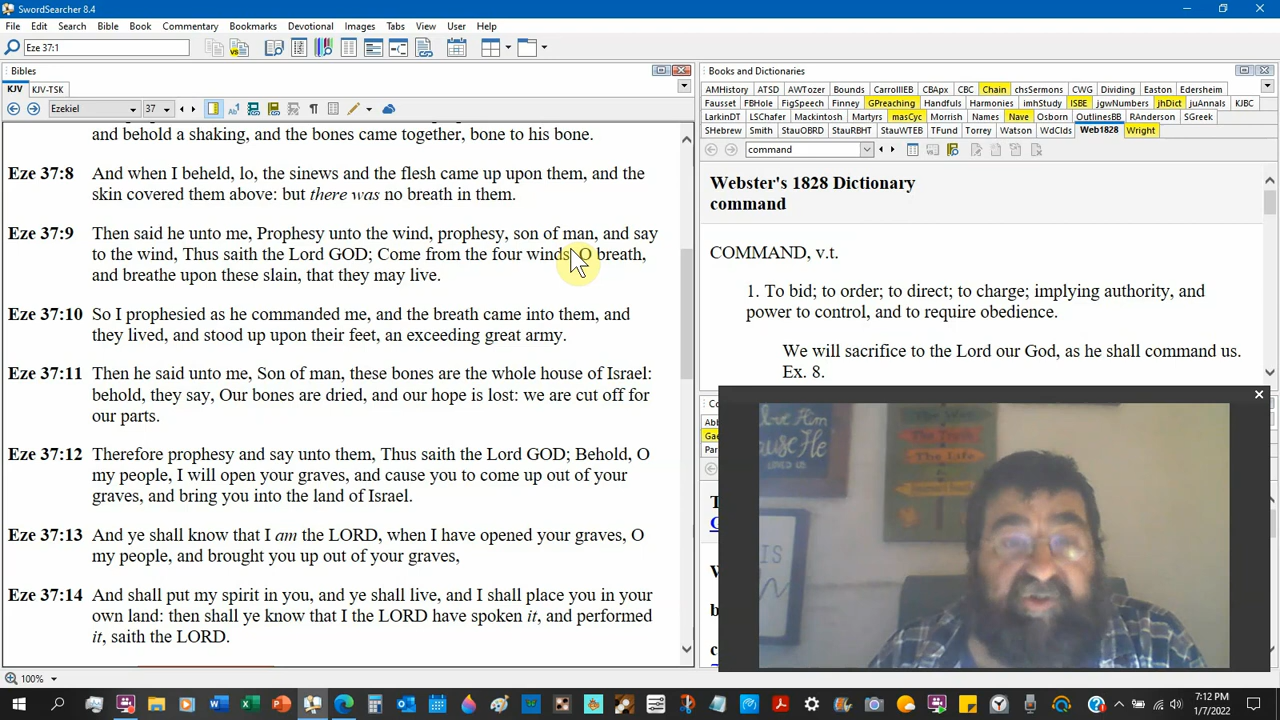 SwordSearcher 8.4
File Edit Search Bible Book Commentary Bookmarks Devotional Images Tabs View User Help
Eze 37:1
Bibles
KJV KJV-TSK
Ezekiel 37
and behold a shaking, and the bones came together, bone to his bone.
Eze 37:8 And when I beheld, lo, the sinews and the flesh came up upon them, and the
skin covered them above: but there was no breath in them.
Eze 37:9 Then said he unto me, Prophesy unto the wind, prophesy, son of man, and say
to the wind, Thus saith the Lord GOD; Come from the four winds, O breath,
and breathe upon these slain, that they may live.
Eze 37:10 So I prophesied as he commanded me, and the breath came into them, and
they lived, and stood up upon their feet, an exceeding great army.
Eze 37:11 Then he said unto me, Son of man, these bones are the whole house of Israel:
behold, they say, Our bones are dried, and our hope is lost: we are cut off for
our parts.
Eze 37:12 Therefore prophesy and say unto them, Thus saith the Lord GOD; Behold, O
my people, I will open your graves, and cause you to come up out of your
graves, and bring you into the land of Israel.
Eze 37:13 And ye shall know that I am the LORD, when I have opened your graves, O
my people, and brought you up out of your graves,
Eze 37:14 And shall put my spirit in you, and ye shall live, and I shall place you in your
own land: then shall ye know that I the LORD have spoken it, and performed
it, saith the LORD.
100%
Books and Dictionaries
AMHistory ATSD AWTozer Bounds CarrollEIB CBApx CBC Chain chsSermons CWG Dividing Easton Edersheim
Fausset FBHole FigSpeech Finney GPreaching Handfuls Harmonies imhStudy ISBE jgwNumbers jhDict juAnnals KJBC
LarkinDT LSChafer Mackintosh Martyrs masCyc Morrish Names Nave Osborn OutlinesBB RAnderson SGreek
SHebrew Smith StauOBRD StauRBHT StauWTEB TFund Torrey Watson WdClds Web1828 Wright
command
Webster's 1828 Dictionary
command
COMMAND, v.t.
1. To bid; to order; to direct; to charge; implying authority, and
power to control, and to require obedience.
We will sacrifice to the Lord our God, as he shall command us.
Ex. 8.
The Life
7:12 PM
1/7/2022